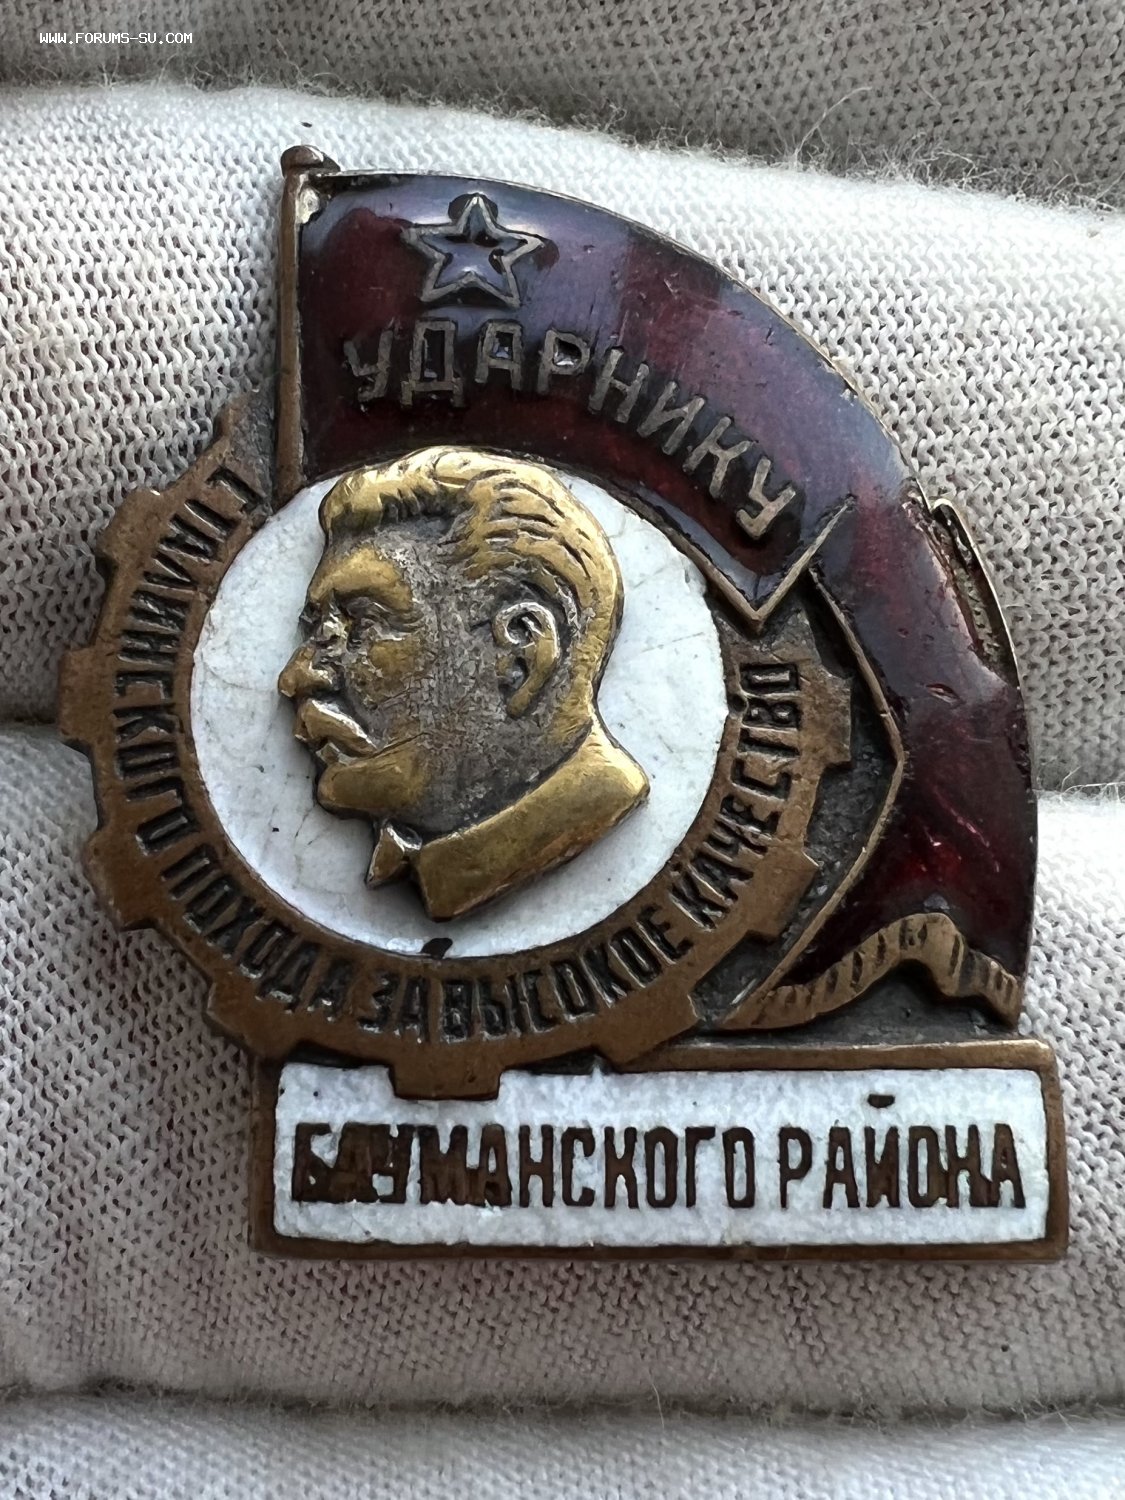 WWW.FORUMS-SU.COM
УДАРНИКУ
СТАЛИНСКОГО ПОХОДА ЗА ВЫСОКОЕ КАЧЕСТВО
БАУМАНСКОГО РАЙОНА